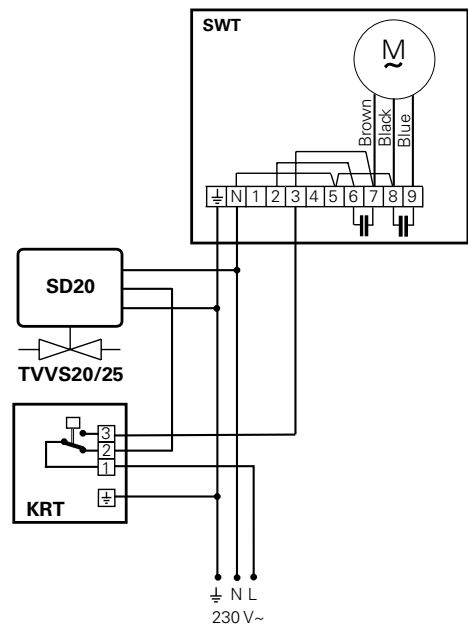 SWT
M
~
Brown
Black
Blue
N 1 2 3 4 5 6 7 8 9
SD20
TVVS20/25
3
2
1
KRT
N L
230 V~